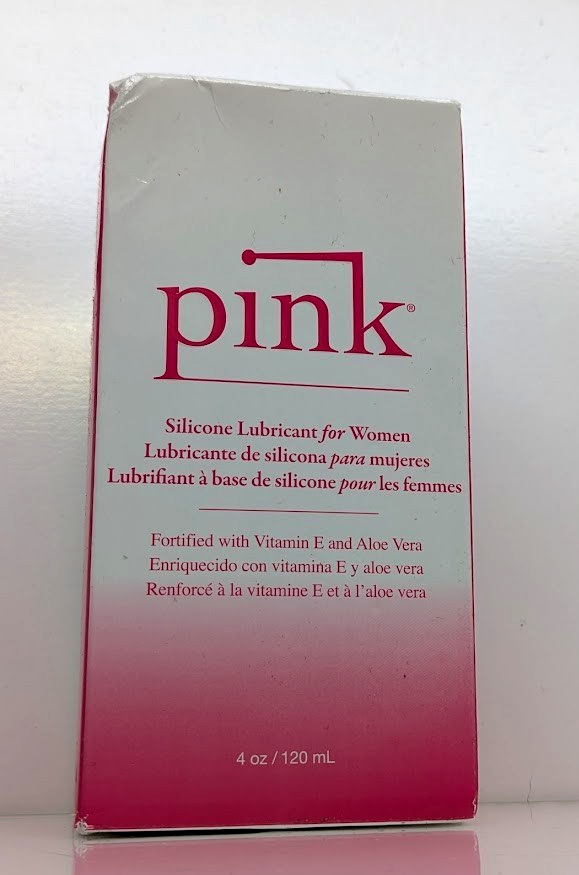 pink®
Silicone Lubricant for Women
Lubricante de silicona para mujeres
Lubrifiant à base de silicone pour les femmes
Fortified with Vitamin E and Aloe Vera
Enriquecido con vitamina E y aloe vera
Renforcé à la vitamine E et à l'aloe vera
4 oz / 120 mL